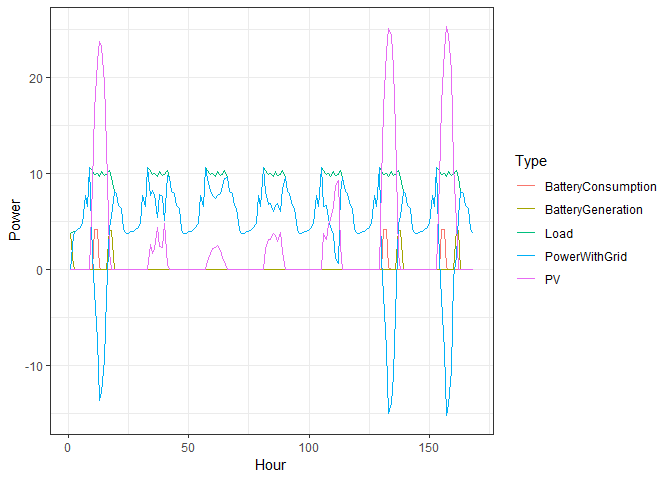 20
10
0
-10
Power
0
50
100
150
Hour
Type
BatteryConsumption
BatteryGeneration
Load
PowerWithGrid
PV